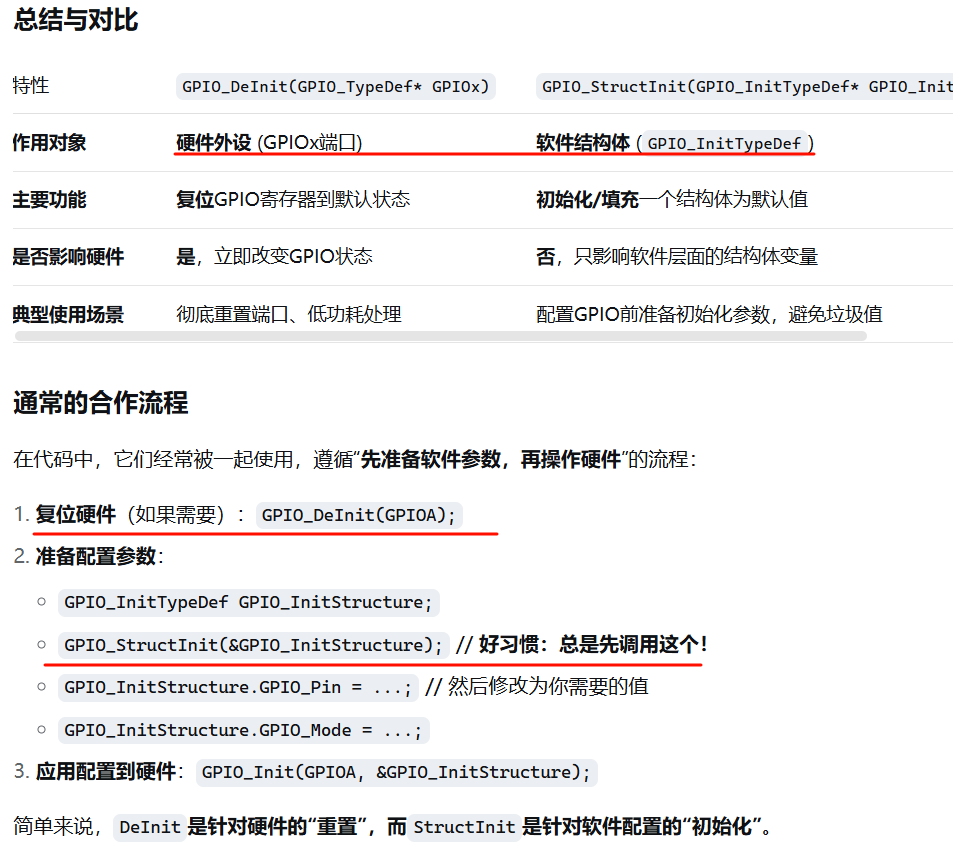 总结与对比
特性 GPIO_DeInit(GPIO_TypeDef* GPIOx) GPIO_StructInit(GPIO_InitTypeDef* GPIO_Init
作用对象 硬件外设 (GPIOx端口) 软件结构体 (GPIO_InitTypeDef)
主要功能 复位GPIO寄存器到默认状态 初始化/填充一个结构体为默认值
是否影响硬件 是，立即改变GPIO状态 否，只影响软件层面的结构体变量
典型使用场景 彻底重置端口、低功耗处理 配置GPIO前准备初始化参数，避免垃圾值
通常的合作流程
在代码中，它们经常被一起使用，遵循“先准备软件参数，再操作硬件”的流程：
1. 复位硬件（如果需要）： GPIO_DeInit(GPIOA);
2. 准备配置参数：
GPIO_InitTypeDef GPIO_InitStructure;
GPIO_StructInit(&GPIO_InitStructure); // 好习惯：总是先调用这个！
GPIO_InitStructure.GPIO_Pin = ...; // 然后修改为你需要的值
GPIO_InitStructure.GPIO_Mode = ...;
3. 应用配置到硬件： GPIO_Init(GPIOA, &GPIO_InitStructure);
简单来说， DeInit 是针对硬件的“重置”，而 StructInit 是针对软件配置的“初始化”。